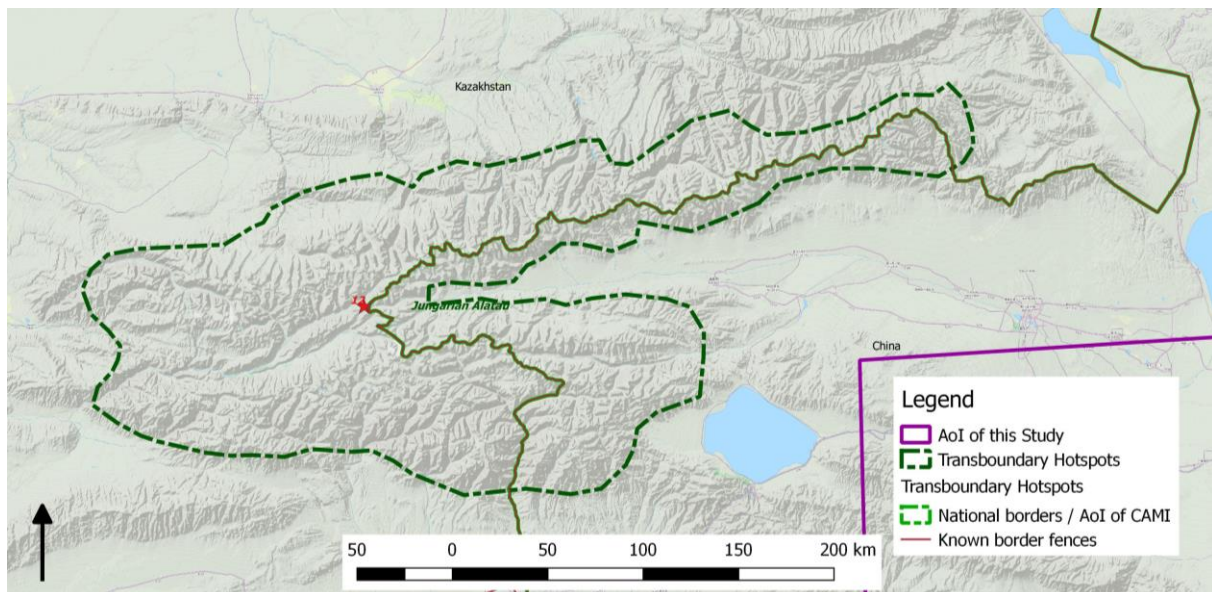 Kazakhstan
12
Jungarian Alatau
China
Legend
AoI of this Study
Transboundary Hotspots
Transboundary Hotspots
National borders / AoI of CAMI
Known border fences
50 0 50 100 150 200 km